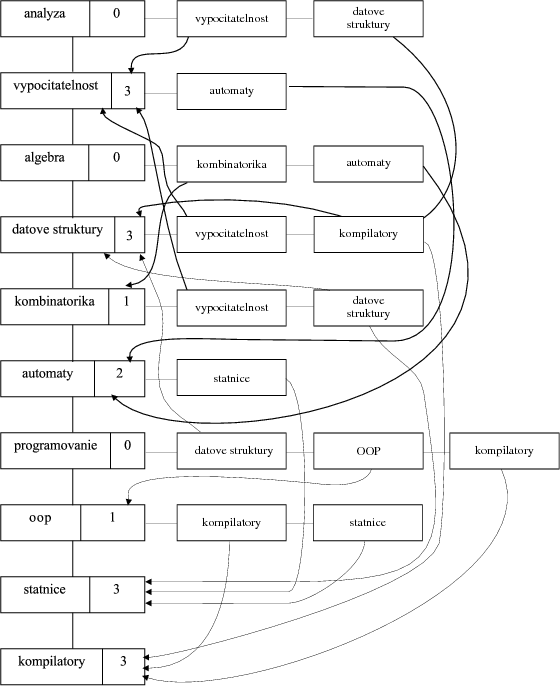 analyza 0 vypocitatelnost datove
struktury
vypocitatelnost 3 automaty
algebra 0 kombinatorika automaty
datove struktury 3 vypocitatelnost kompilatory
kombinatorika 1 vypocitatelnost datove
struktury
automaty 2 statnice
programovanie 0 datove struktury OOP kompilatory
oop 1 kompilatory statnice
statnice 3
kompilatory 3